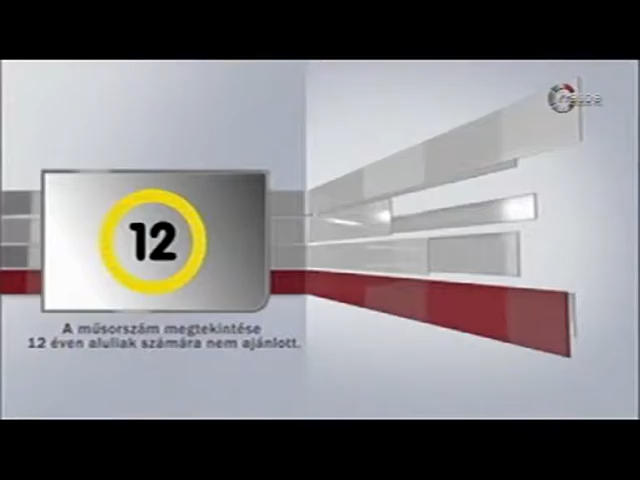 12
A műsorszám megtekintése
12 éven aluliak számára nem ajánlott.